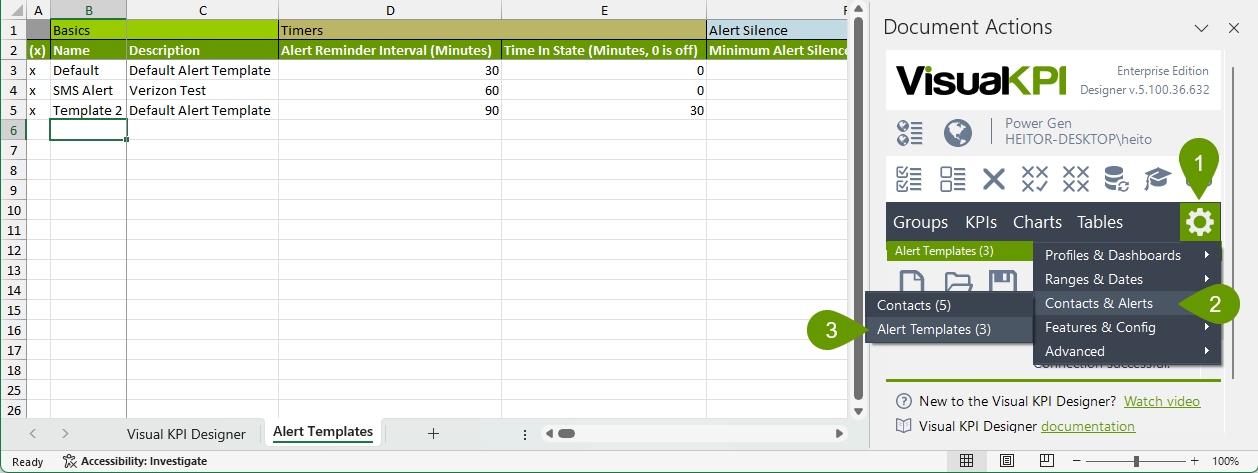 A B C D E F
1 Basics Timers Alert Silence
2 (x) Name Description Alert Reminder Interval (Minutes) Time In State (Minutes, 0 is off) Minimum Alert Silence
3 x Default Default Alert Template 30 0
4 x SMS Alert Verizon Test 60 0
5 x Template 2 Default Alert Template 90 30
6
7
8
9
10
11
12
13
14
15
16
17
18
25
26
Visual KPI Designer Alert Templates
Ready Accessibility: Investigate 100%
Document Actions
VisualKPI
Enterprise Edition
Designer v.5.100.36.632
Power Gen
HEITOR-DESKTOP\heito
1
Groups KPIs Charts Tables
Alert Templates (3)
Profiles & Dashboards
Ranges & Dates
Contacts & Alerts
2
Features & Config
Advanced
Contacts (5)
3
Alert Templates (3)
Connection successful.
New to the Visual KPI Designer? Watch video
Visual KPI Designer documentation